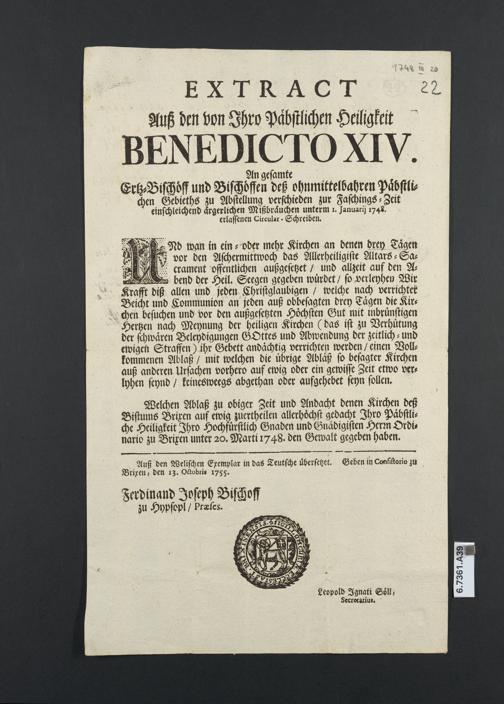 1748 III 20
22
EXTRACT
Auß den von Ihro Päbstlichen Heiligkeit
BENEDICTO XIV.
An gesamte
Ertz-Bischöff und Bischöffen deß ohnmittelbahren Päbstli-
chen Gebieths zu Abstellung verschieden zur Faschings-Zeit
einschleichend ärgerlichen Mißbräuchen unterm 1. Januarij 1748.
erlassenen Circular-Schreiben.
UNd wan in ein- oder mehr Kirchen an denen drey Tägen
vor den Aschermittwoch das Allerheiligiste Altars-Sa-
crament offentlichen außgesetzet / und allzeit auf den A-
bend der Heil. Seegen gegeben würdet / so verleyhen Wir
Krafft diß allen und jeden Christglaubigen / welche nach verrichter
Beicht und Communion an jeden auß obbesagten drey Tägen die Kir-
chen besuchen und vor den außgesetzten Höchsten Gut mit inbrünstigen
Hertzen nach Meynung der heiligen Kirchen (das ist zu Verhütung
der schwären Beleydigungen GOttes und Abwendung der zeitlich- und
ewigen Straffen) ihr Gebett andächtig verrichten werden / einen Voll-
kommenen Ablaß / mit welchen die übrige Abläß so besagter Kirchen
auß anderen Ursachen vorhero auf ewig oder ein gewisse Zeit etwo ver-
lyhen seynd / keinesweegs abgethan oder aufgehebet seyn sollen.
Welchen Ablaß zu obiger Zeit und Andacht denen Kirchen deß
Bistums Brixen auf ewig zuertheilen allerhöchst gedacht Ihro Päbstli-
che Heiligkeit Ihro Hochfürstlich Gnaden und Gnädigisten Herrn Ordi-
nario zu Brixen unter 20. Martii 1748. den Gewalt gegeben haben.
Auß den Welischen Exemplar in das Teutsche übersetzet. Geben in Consistorio zu
Brixen, den 13. Octobris 1755.
Ferdinand Joseph Bischoff
zu Hypsopl / Præses.
Leopold Ignati Söll,
Secretarius.
6.7361.A39